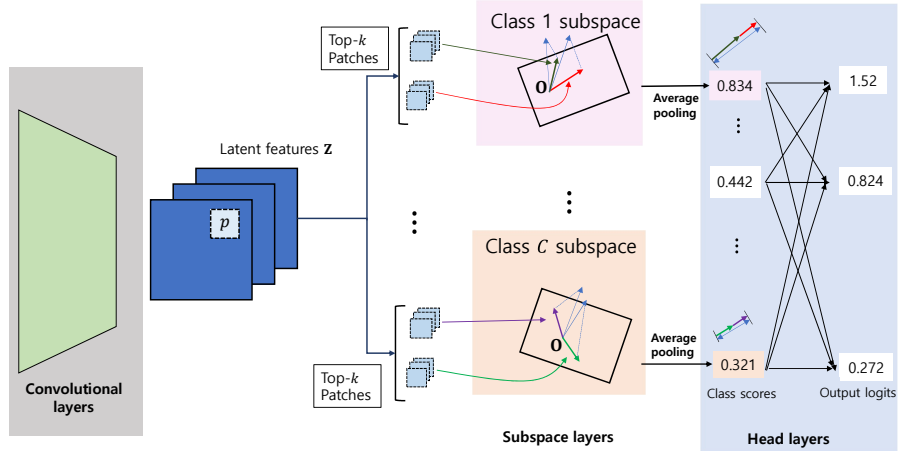 Top-k
Patches
Class 1 subspace
O
Average
pooling
0.834
1.52
Latent features Z
p
0.442
0.824
Class C subspace
O
Average
pooling
Top-k
Patches
0.321
0.272
Convolutional
layers
Class scores
Output logits
Subspace layers
Head layers